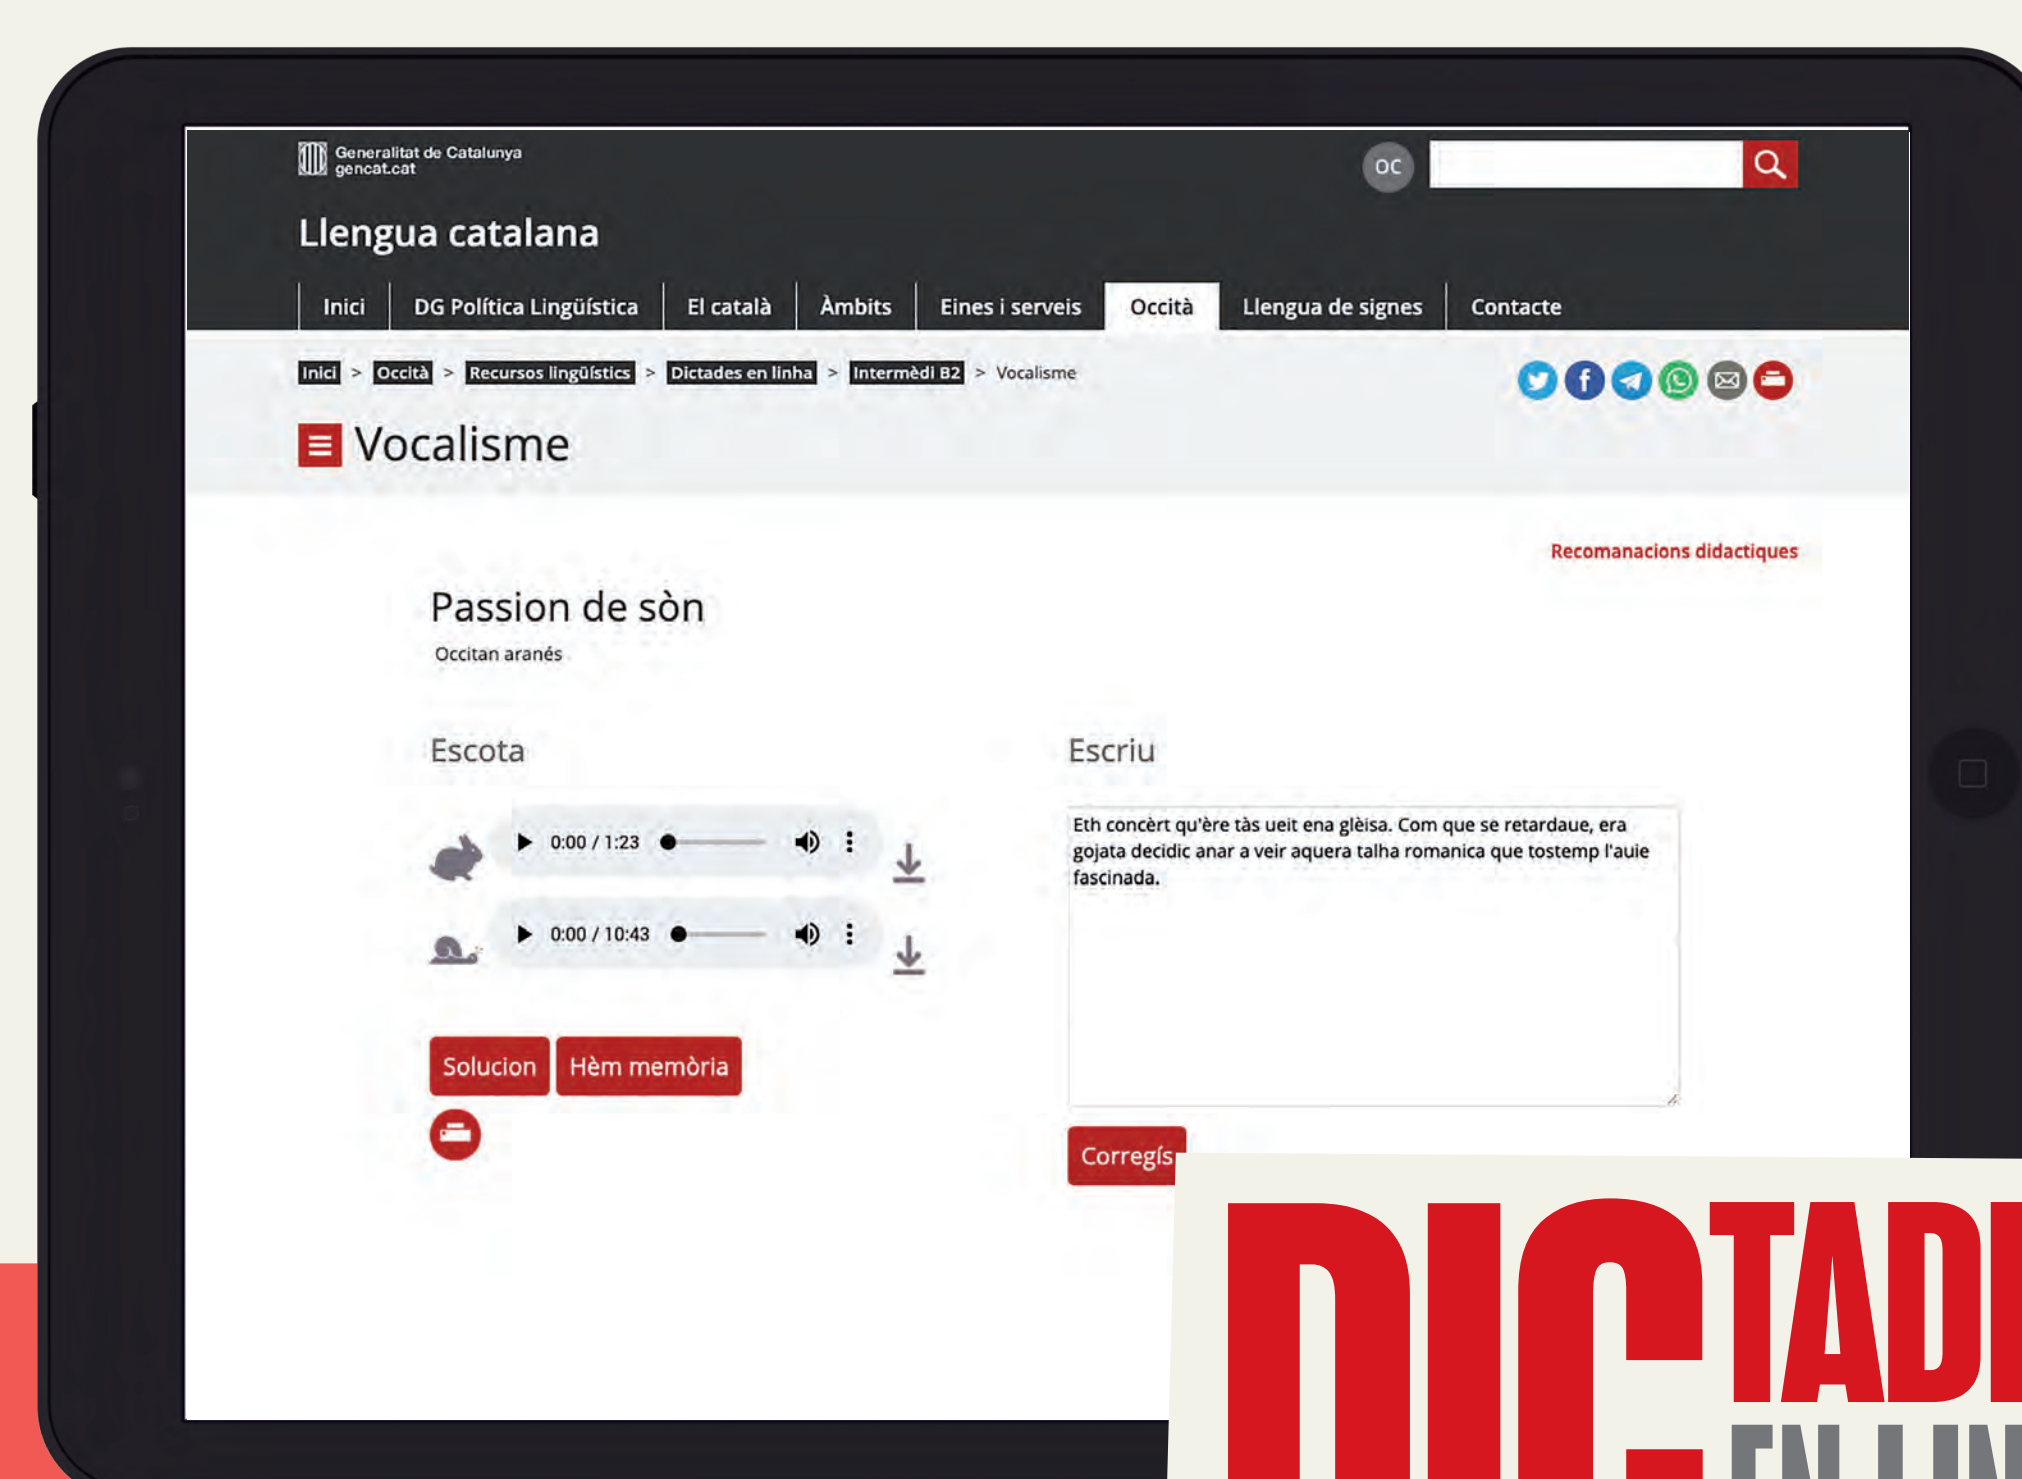 Generalitat de Catalunya
gencat.cat
OC
Llengua catalana
Inici
DG Política Lingüística
El català
Àmbits
Eines i serveis
Occità
Llengua de signes
Contacte
Inici > Occità > Recursos lingüístics > Dictades en linha > Intermèdi B2 > Vocalisme
Vocalisme
Recomanacions didactiques
Passion de sòn
Occitan aranés
Escota
0:00 / 1:23
0:00 / 10:43
Solucion
Hèm memòria
Escriu
Eth concèrt qu'ère tàs ueit ena glèisa. Com que se retardaue, era
gojata decidic anar a veir aquera talha romanica que tostemp l'auie
fascinada.
Corregís